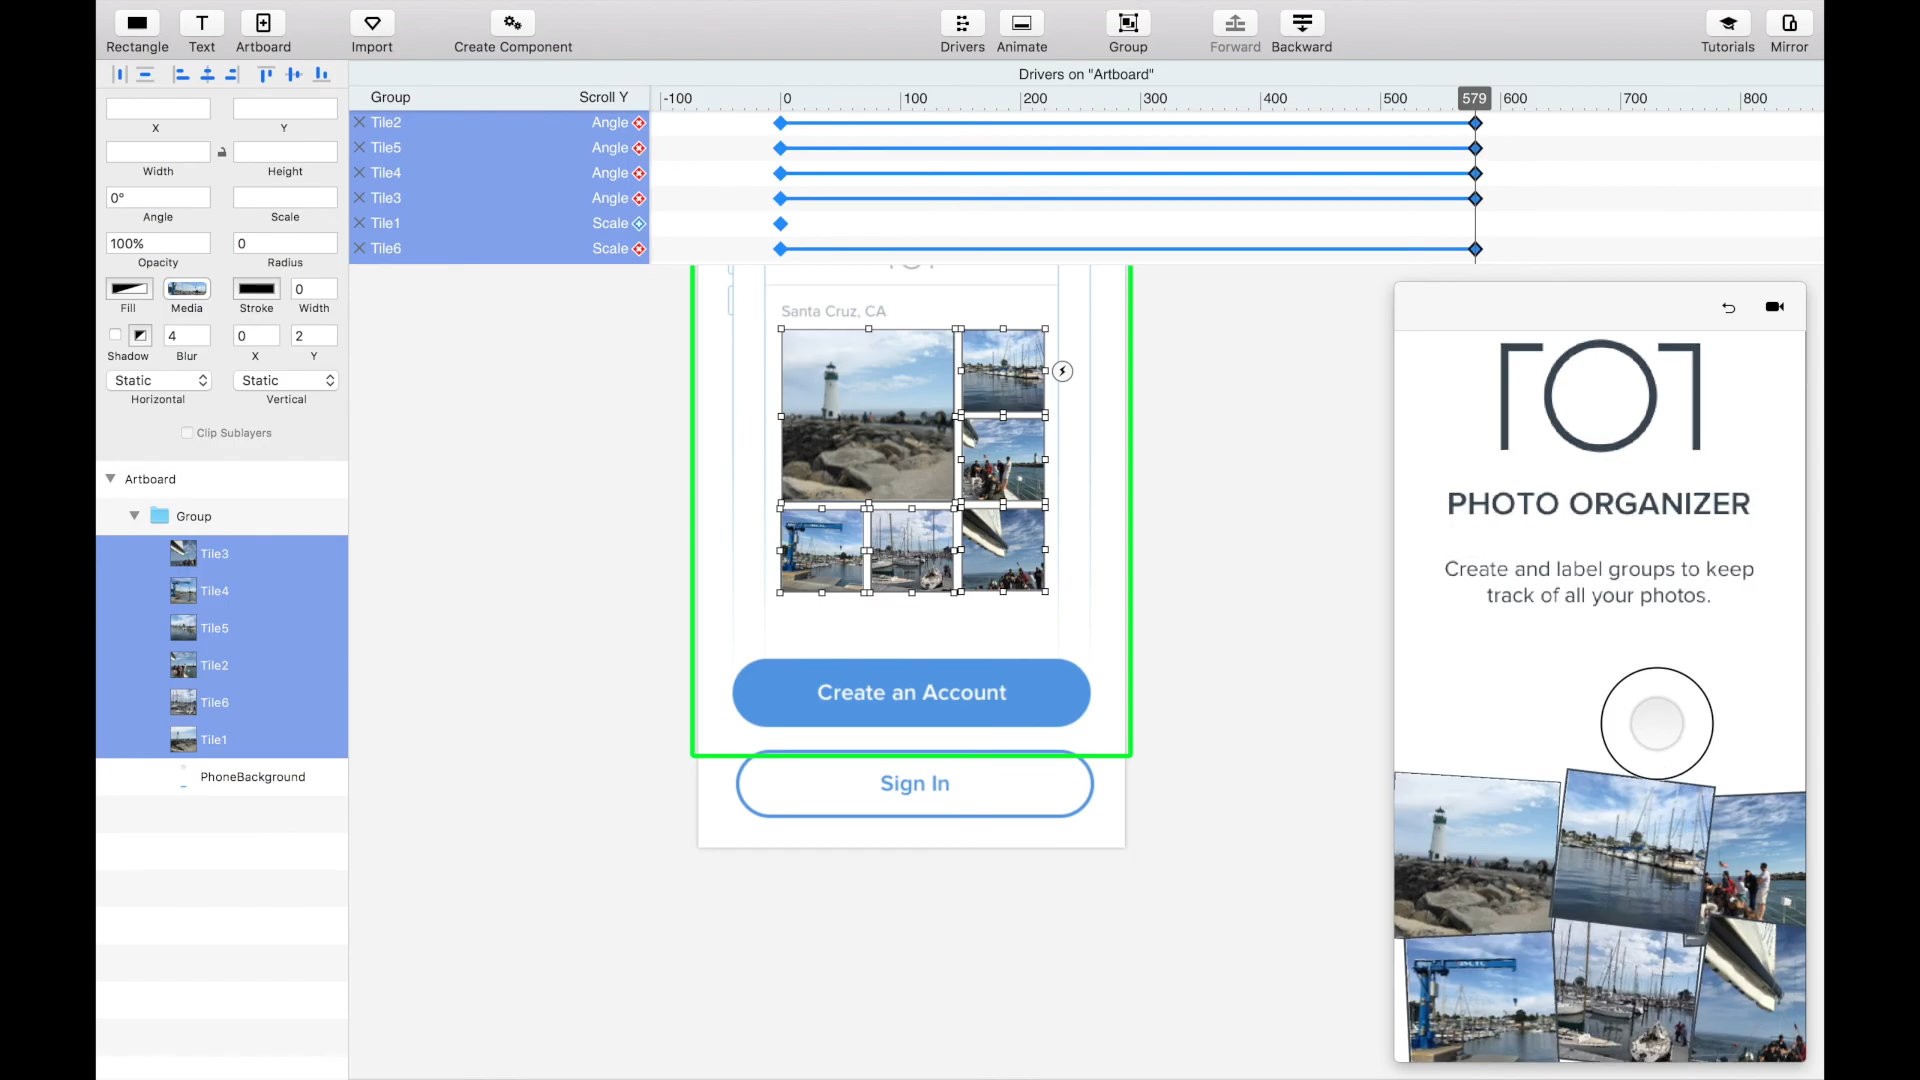 Rectangle Text Artboard Import Create Component Drivers Animate Group Forward Backward Tutorials Mirror
Drivers on "Artboard"
Group Scroll Y -100 0 100 200 300 400 500 579 600 700 800
Tile2 Angle
Tile5 Angle
Tile4 Angle
Tile3 Angle
Tile1 Scale
Tile6 Scale
X Y
Width Height
0°
Angle Scale
100% 0
Opacity Radius
0
Fill Media Stroke Width
4 0 2
Shadow Blur X Y
Static Static
Horizontal Vertical
Clip Sublayers
Artboard
Group
Tile3
Tile4
Tile5
Tile2
Tile6
Tile1
PhoneBackground
Santa Cruz, CA
Create an Account
Sign In
PHOTO ORGANIZER
Create and label groups to keep
track of all your photos.